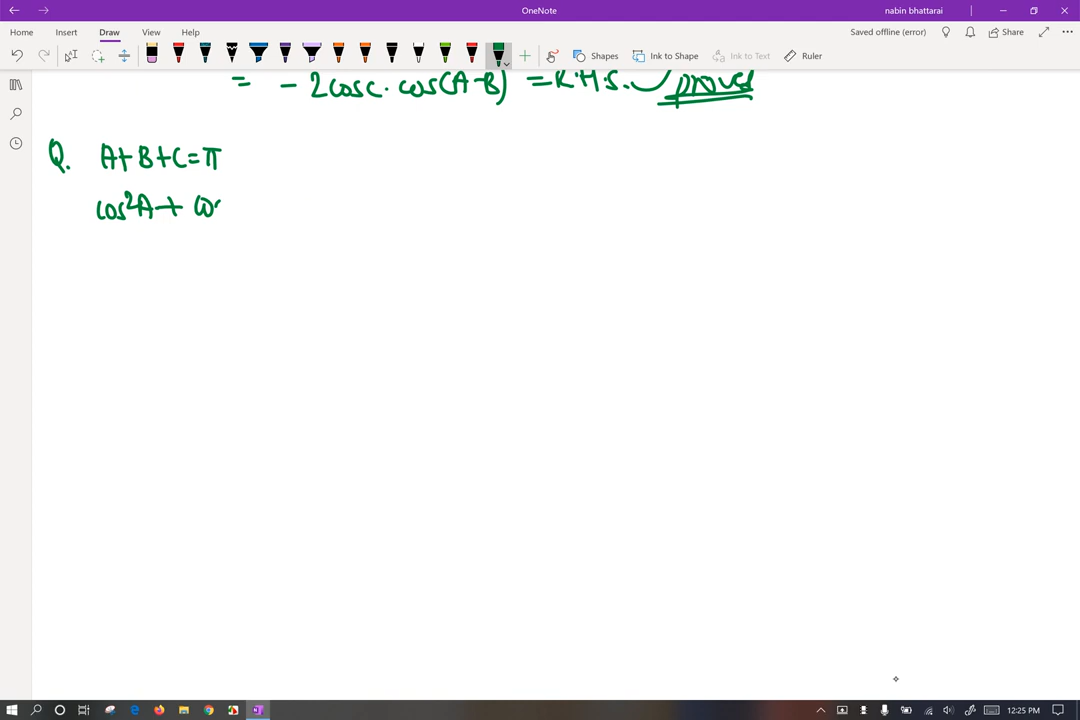 OneNote
nabin bhattarai
Home Insert Draw View Help
Saved offline (error)
Share
Shapes
Ink to Shape
Ink to Text
Ruler
= - 2cosC. cos(A-B) = R.H.S. proved
Q. A+B+C=π
cos²A+ cos
12:25 PM